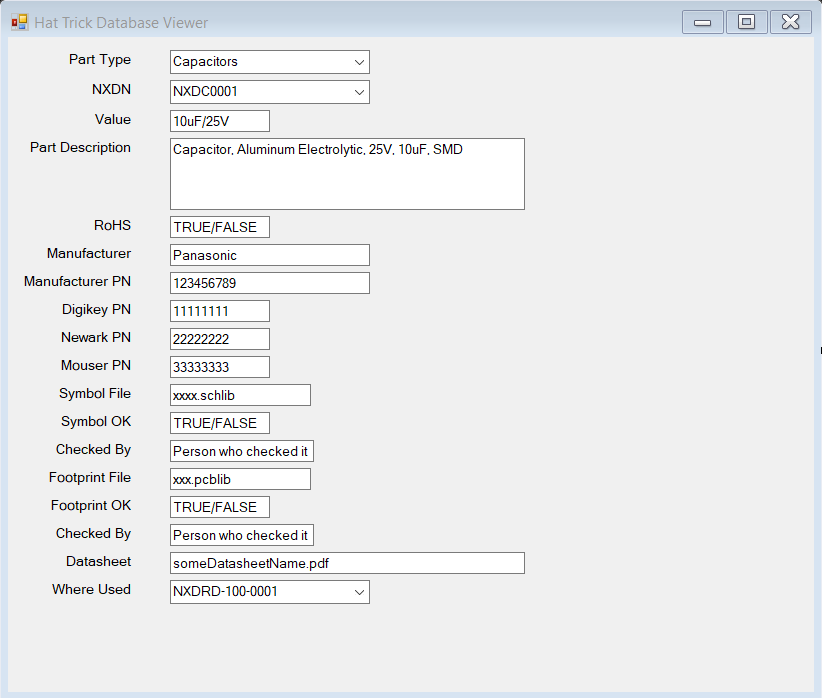 Hat Trick Database Viewer
Part Type Capacitors
NXDN NXDC0001
Value 10uF/25V
Part Description Capacitor, Aluminum Electrolytic, 25V, 10uF, SMD
RoHS TRUE/FALSE
Manufacturer Panasonic
Manufacturer PN 123456789
Digikey PN 11111111
Newark PN 22222222
Mouser PN 33333333
Symbol File xxxx.schlib
Symbol OK TRUE/FALSE
Checked By Person who checked it
Footprint File xxx.pcblib
Footprint OK TRUE/FALSE
Checked By Person who checked it
Datasheet someDatasheetName.pdf
Where Used NXDRD-100-0001